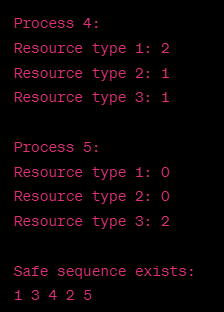 Process 4:
Resource type 1: 2
Resource type 2: 1
Resource type 3: 1
Process 5:
Resource type 1: 0
Resource type 2: 0
Resource type 3: 2
Safe sequence exists:
1 3 4 2 5